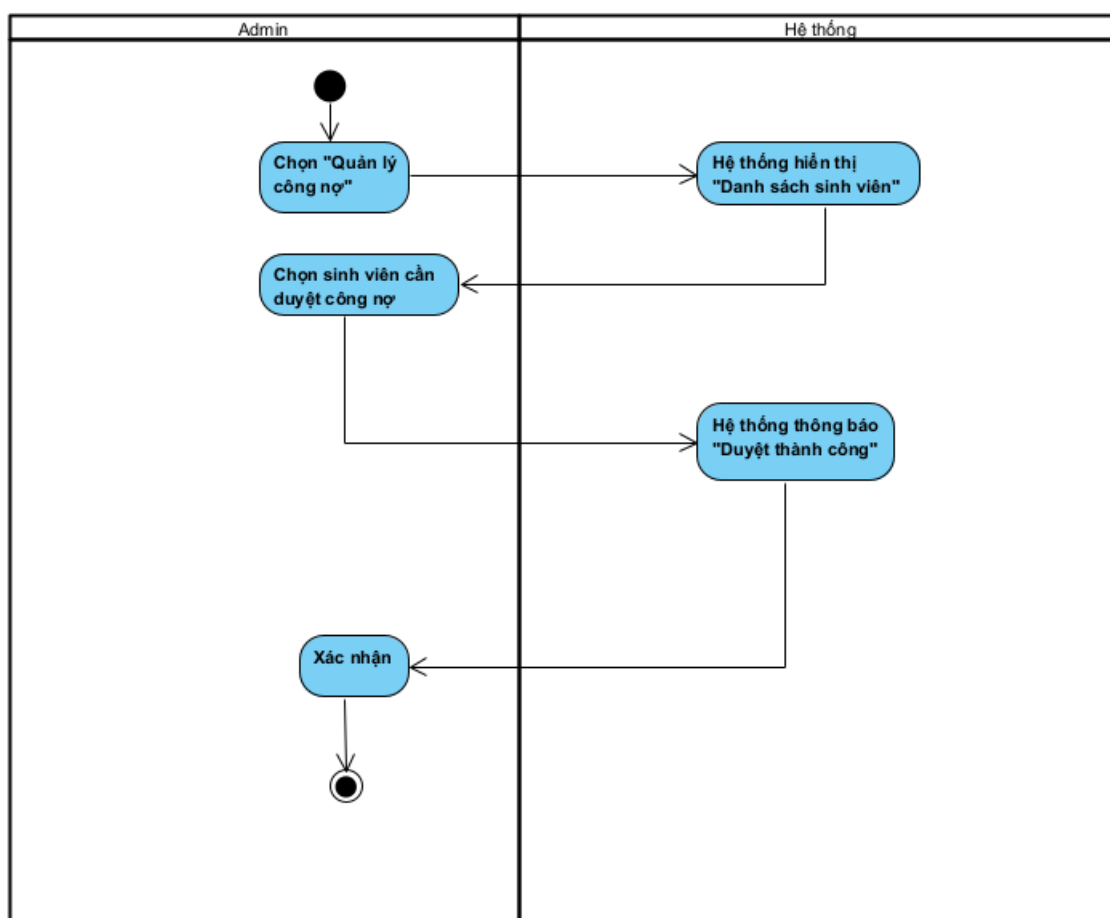 Admin
Hệ thống
Chọn "Quản lý
công nợ"
Hệ thống hiển thị
"Danh sách sinh viên"
Chọn sinh viên cần
duyệt công nợ
Hệ thống thông báo
"Duyệt thành công"
Xác nhận